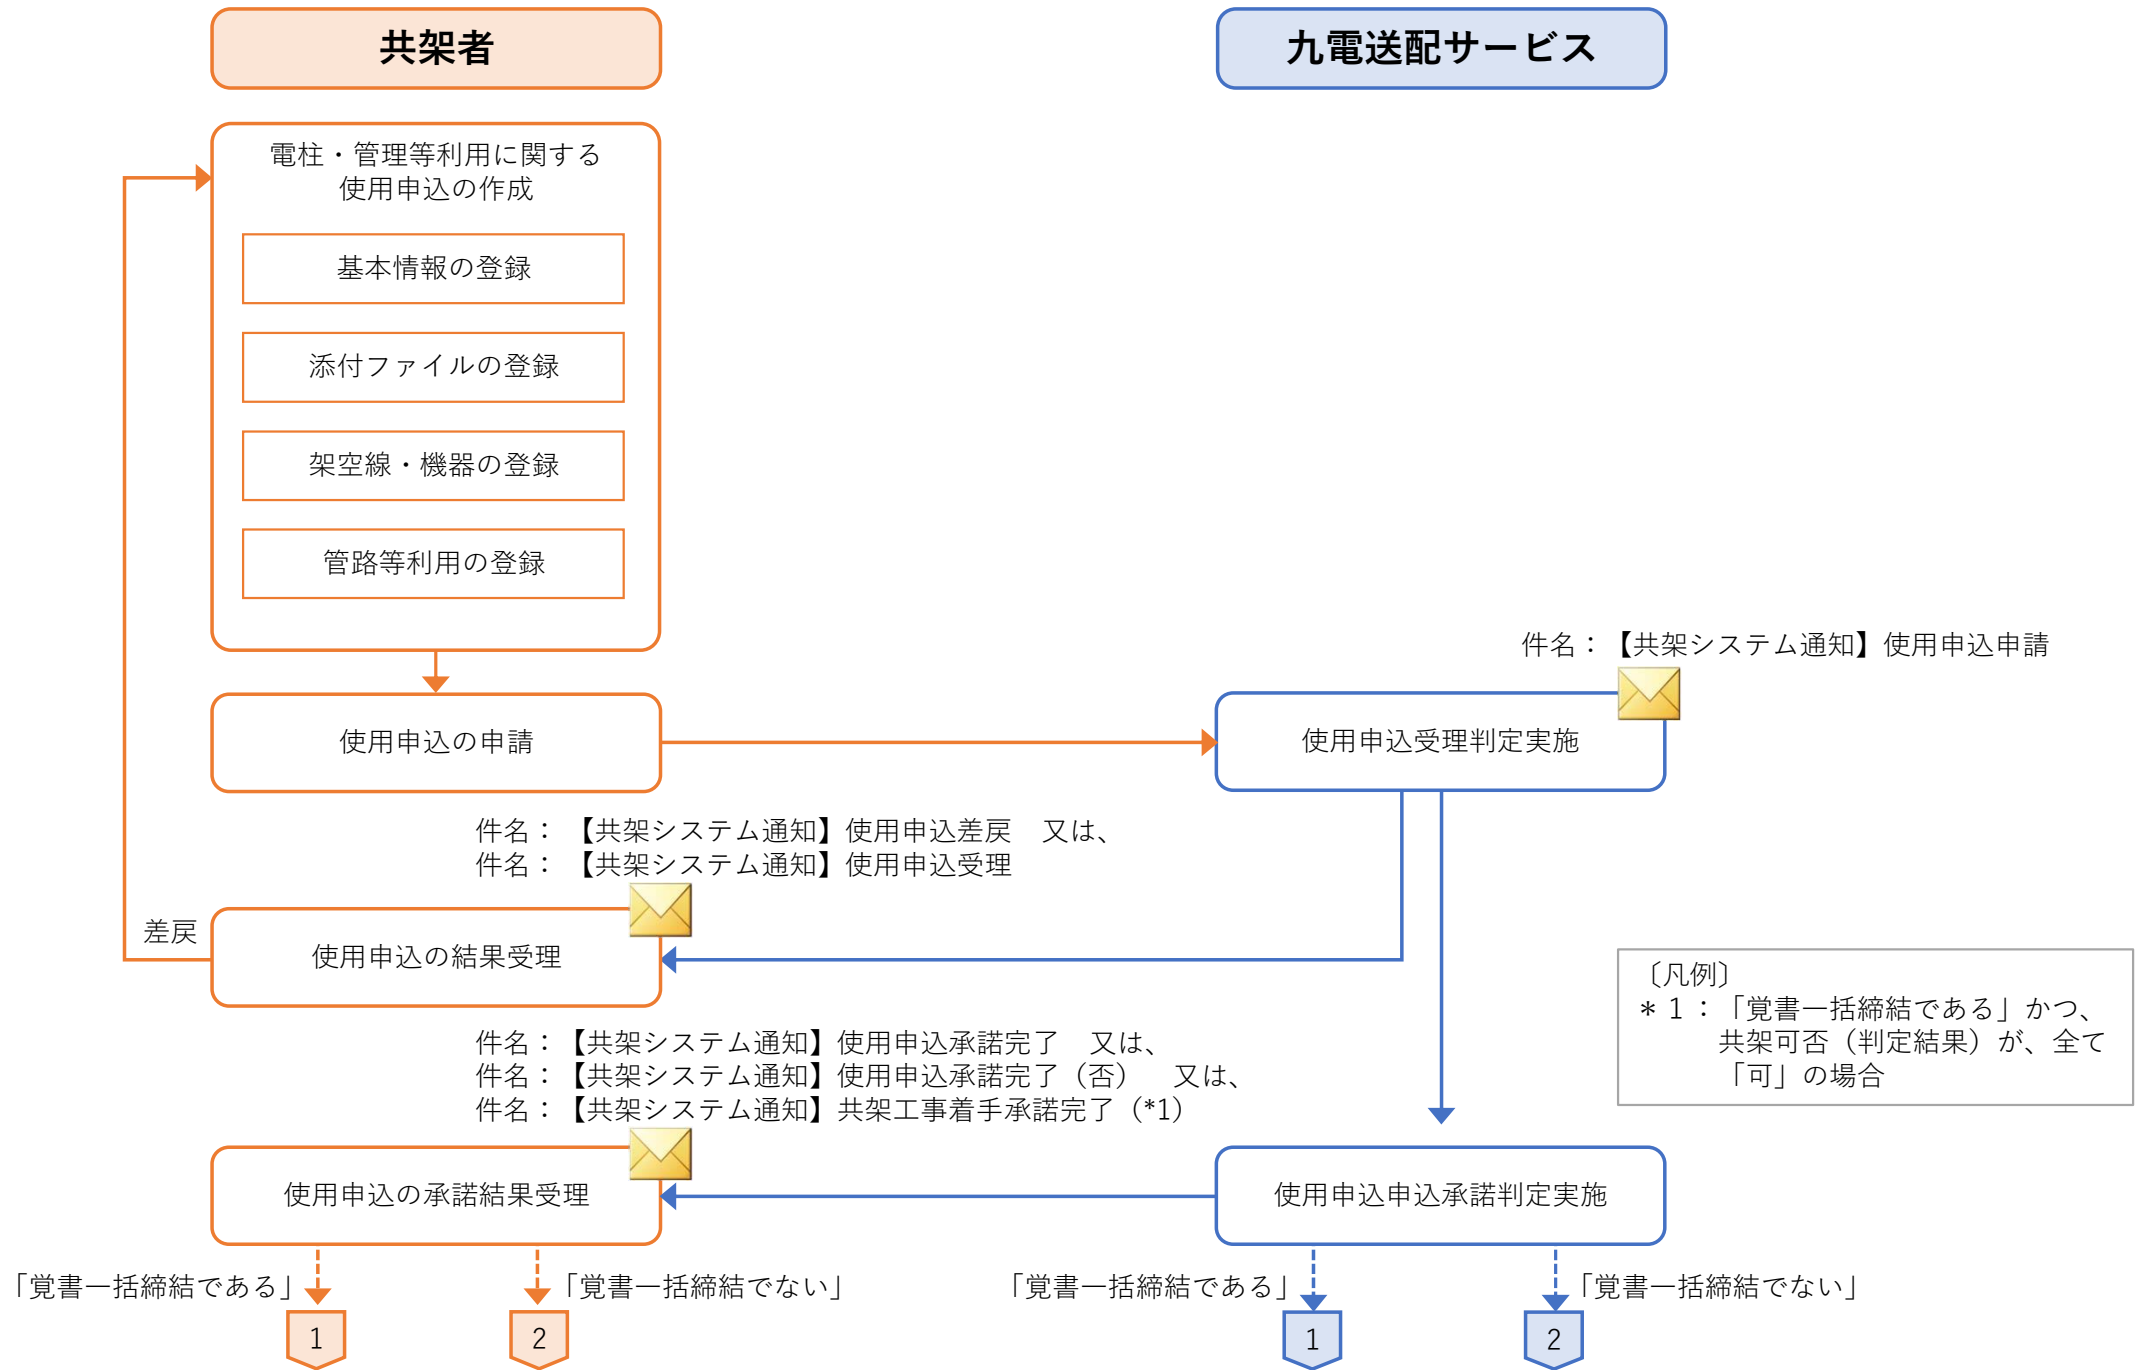 共架者
九電送配サービス
電柱・管理等利用に関する
使用申込の作成
基本情報の登録
添付ファイルの登録
架空線・機器の登録
管路等利用の登録
件名：【共架システム通知】使用申込申請
使用申込の申請
使用申込受理判定実施
件名： 【共架システム通知】使用申込差戻　又は、
件名： 【共架システム通知】使用申込受理
差戻
使用申込の結果受理
〔凡例〕
＊１：「覚書一括締結である」かつ、
共架可否（判定結果）が、全て
「可」の場合
件名：【共架システム通知】使用申込承諾完了　又は、
件名：【共架システム通知】使用申込承諾完了（否）　又は、
件名：【共架システム通知】共架工事着手承諾完了（*1）
使用申込の承諾結果受理
使用申込申込承諾判定実施
「覚書一括締結である」
「覚書一括締結でない」
「覚書一括締結である」
「覚書一括締結でない」
1
2
1
2